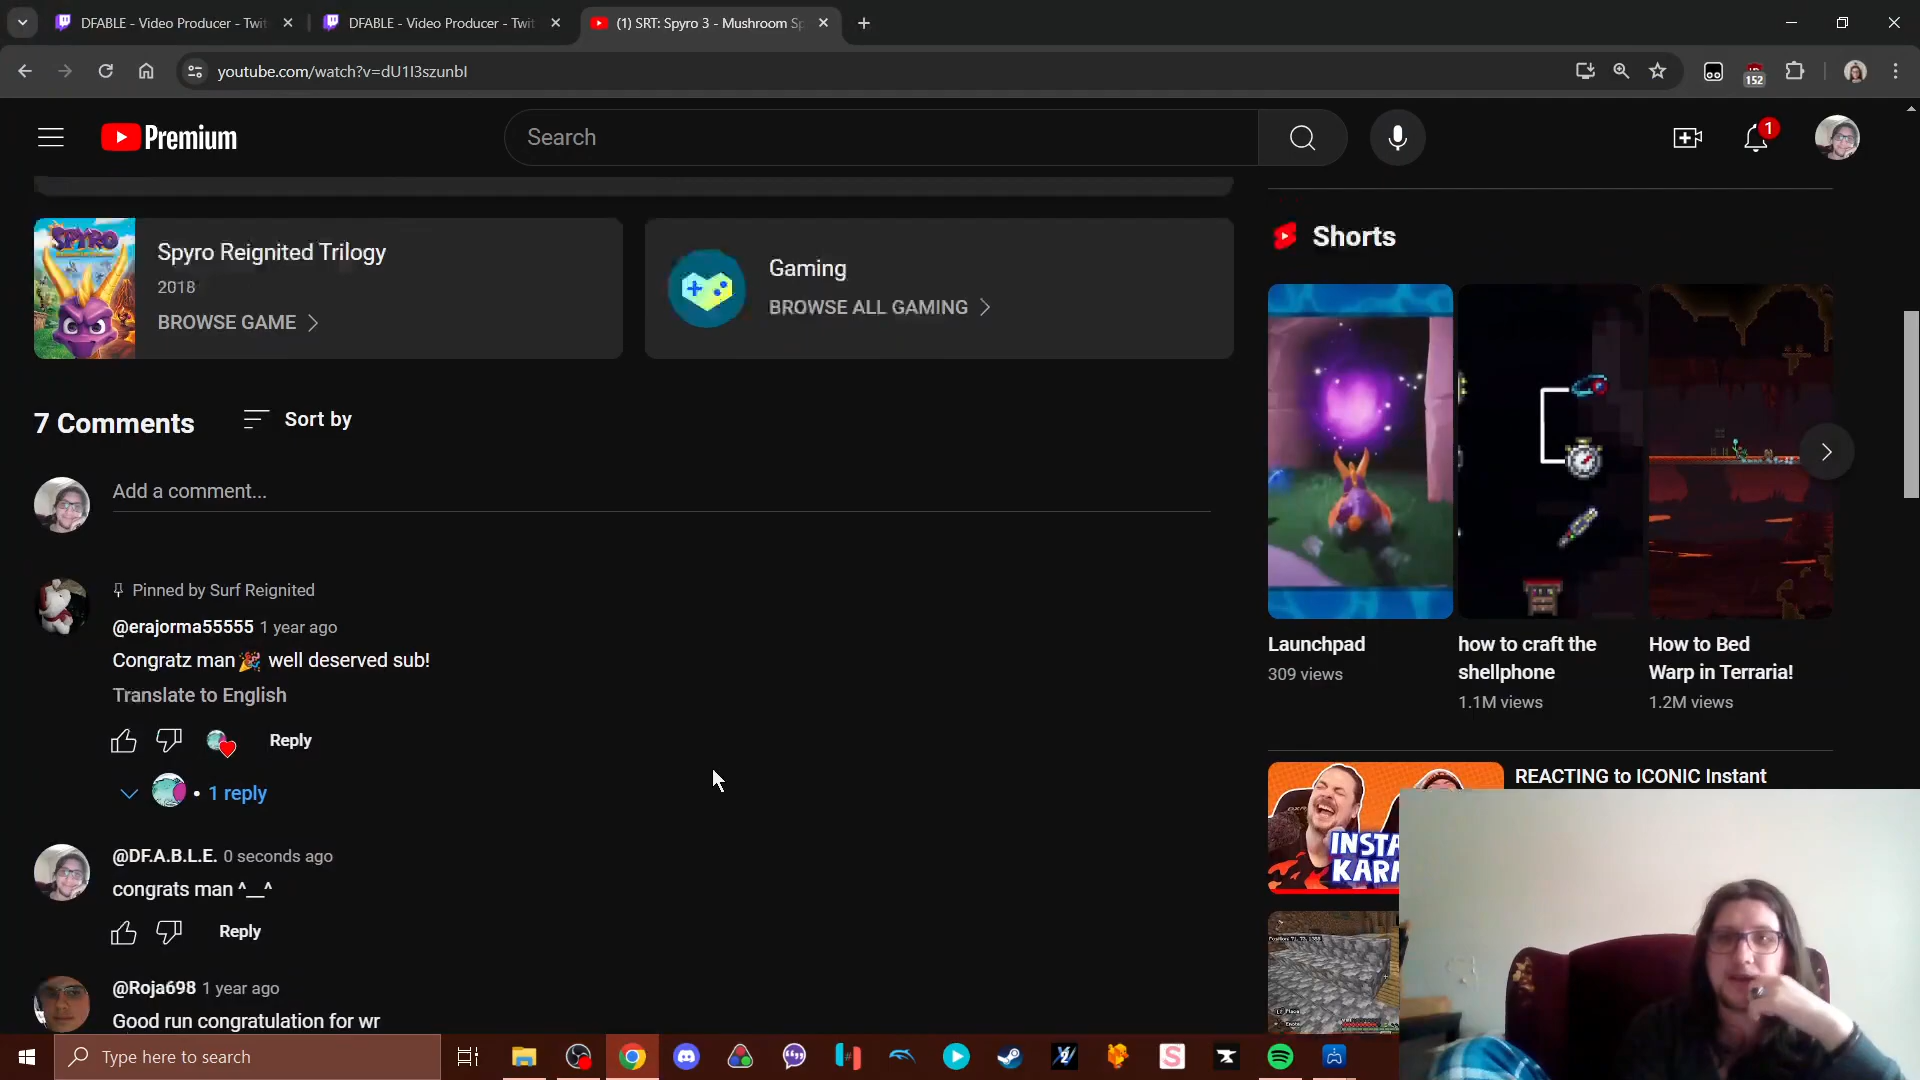 DFABLE - Video Producer - Twit
DFABLE - Video Producer - Twit
(1) SRT: Spyro 3 - Mushroom Sp
youtube.com/watch?v=dU1I3szunbI
152
Premium
Search
1
SPYRO
Spyro Reignited Trilogy
2018
BROWSE GAME
Gaming
BROWSE ALL GAMING
Shorts
7 Comments
Sort by
Add a comment...
Pinned by Surf Reignited
@erajorma55555 1 year ago
Congratz man🎉 well deserved sub!
Translate to English
Reply
• 1 reply
@DF.A.B.L.E. 0 seconds ago
congrats man ^__^
Reply
@Roja698 1 year ago
Good run congratulation for wr
Launchpad
309 views
how to craft the
shellphone
1.1M views
How to Bed
Warp in Terraria!
1.2M views
REACTING to ICONIC Instant
INSTA
KAR
Type here to search